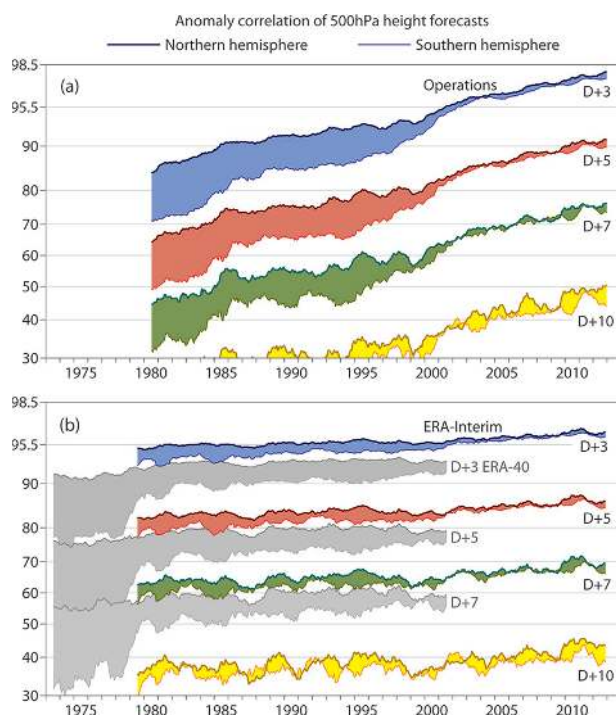 Anomaly correlation of 500hPa height forecasts
Northern hemisphere Southern hemisphere
98.5
(a) Operations
95.5
D+3
90
D+5
80
70
D+7
60
50
40
D+10
30
1975 1980 1985 1990 1995 2000 2005 2010
98.5
(b) ERA-Interim
95.5
D+3
D+3 ERA-40
90
D+5
80
D+5
70
D+7
60
D+7
50
40
D+10
30
1975 1980 1985 1990 1995 2000 2005 2010